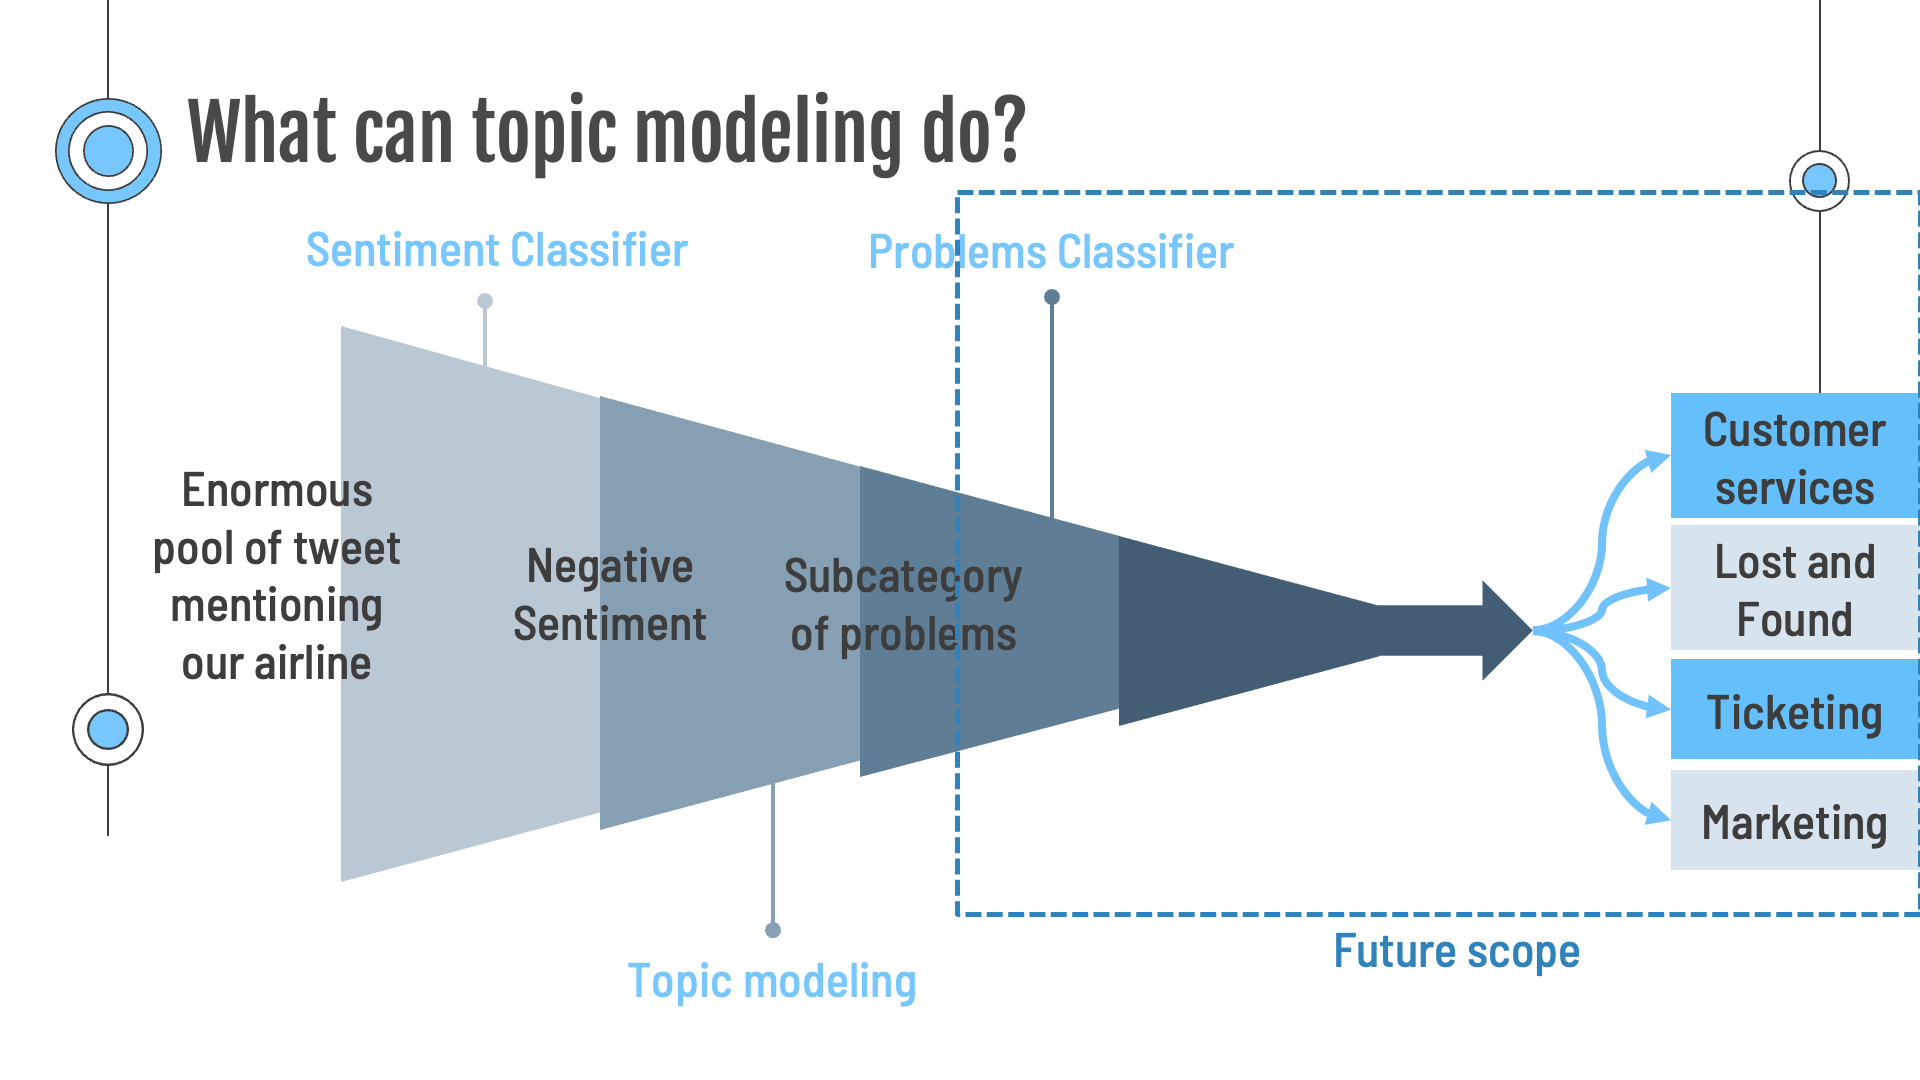 What can topic modeling do?
Sentiment Classifier
Problems Classifier
Enormous
pool of tweet
mentioning
our airline
Negative
Sentiment
Subcategory
of problems
Customer
services
Lost and
Found
Ticketing
Marketing
Future scope
Topic modeling